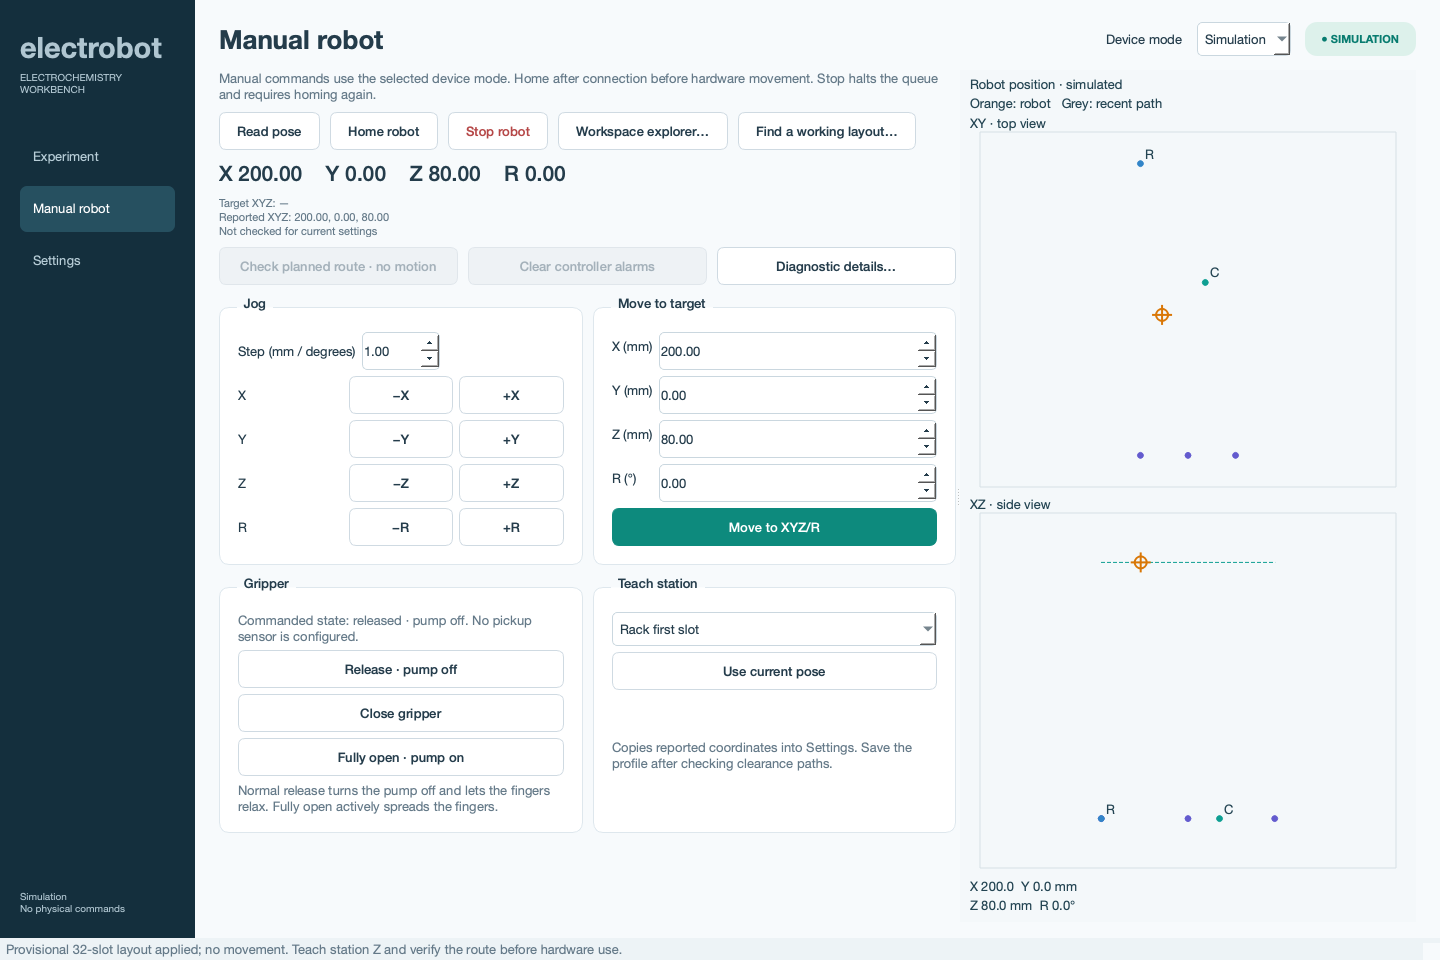 electrobot
ELECTROCHEMISTRY
WORKBENCH
Experiment
Manual robot
Settings
Simulation
No physical commands
Manual robot
Device mode
Simulation
• SIMULATION
Manual commands use the selected device mode. Home after connection before hardware movement. Stop halts the queue
and requires homing again.
Read pose
Home robot
Stop robot
Workspace explorer...
Find a working layout...
X 200.00 Y 0.00 Z 80.00 R 0.00
Target XYZ: —
Reported XYZ: 200.00, 0.00, 80.00
Not checked for current settings
Check planned route · no motion
Clear controller alarms
Diagnostic details...
Jog
Step (mm / degrees) 1.00
X −X +X
Y −Y +Y
Z −Z +Z
R −R +R
Move to target
X (mm) 200.00
Y (mm) 0.00
Z (mm) 80.00
R (°) 0.00
Move to XYZ/R
Gripper
Commanded state: released · pump off. No pickup
sensor is configured.
Release · pump off
Close gripper
Fully open · pump on
Normal release turns the pump off and lets the fingers
relax. Fully open actively spreads the fingers.
Teach station
Rack first slot
Use current pose
Copies reported coordinates into Settings. Save the
profile after checking clearance paths.
Robot position · simulated
Orange: robot Grey: recent path
XY · top view
R
C
XZ · side view
R
C
X 200.0 Y 0.0 mm
Z 80.0 mm R 0.0°
Provisional 32-slot layout applied; no movement. Teach station Z and verify the route before hardware use.